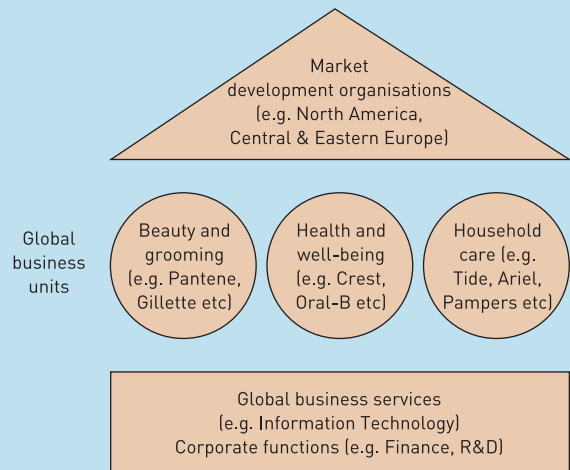 Market
development organisations
(e.g. North America,
Central & Eastern Europe)
Global
business
units
Beauty and
grooming
(e.g. Pantene,
Gillette etc)
Health and
well-being
(e.g. Crest,
Oral-B etc)
Household
care (e.g.
Tide, Ariel,
Pampers etc)
Global business services
(e.g. Information Technology)
Corporate functions (e.g. Finance, R&D)